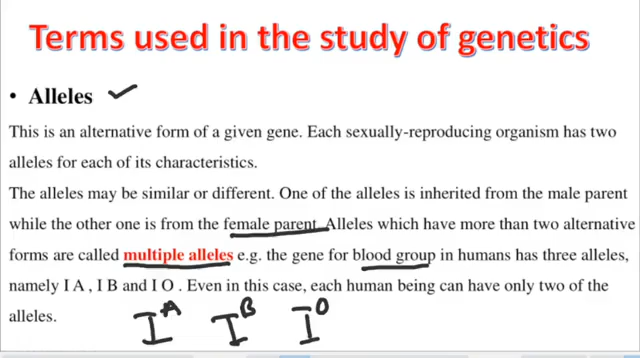 Terms used in the study of genetics
• Alleles
This is an alternative form of a given gene. Each sexually-reproducing organism has two
alleles for each of its characteristics.
The alleles may be similar or different. One of the alleles is inherited from the male parent
while the other one is from the female parent. Alleles which have more than two alternative
forms are called multiple alleles e.g. the gene for blood group in humans has three alleles,
namely I A , I B and I O . Even in this case, each human being can have only two of the
alleles.
I^A I^B I^O